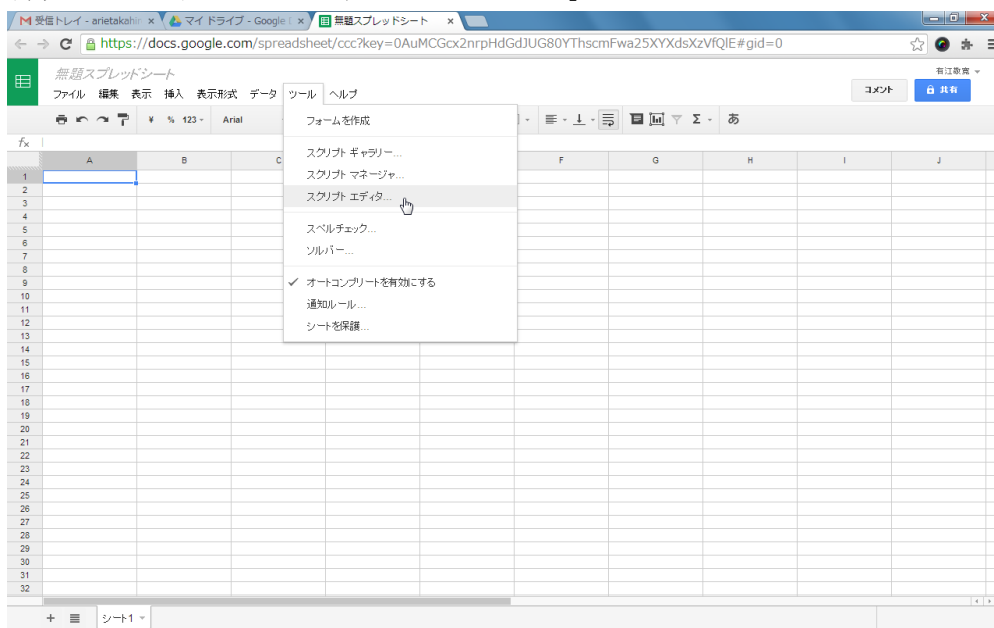 受信トレイ - arietakahir
マイ ドライブ - Google
無題スプレッドシート
https://docs.google.com/spreadsheet/ccc?key=0AuMCGcx2nrpHdGdJUG80YThscmFwa25XYXdsXzVfQlE#gid=0
無題スプレッドシート
有江敬寛
ファイル 編集 表示 挿入 表示形式 データ ツール ヘルプ
コメント
共有
¥ % 123 Arial
Σ あ
fx
A B C F G H I J
フォームを作成
スクリプト ギャラリー...
スクリプト マネージャ...
スクリプト エディタ...
スペルチェック...
ソルバー...
✓ オートコンプリートを有効にする
通知ルール...
シートを保護...
1
2
3
4
5
6
7
8
9
10
11
12
13
14
15
16
17
18
19
20
21
22
23
24
25
26
27
28
29
30
31
32
シート1